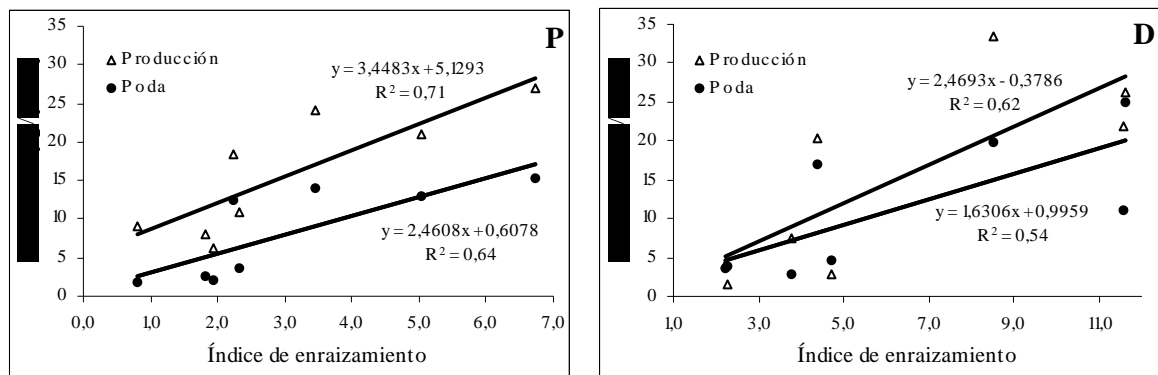 P
35
30
25
20
15
10
5
0
Producción
Poda
y = 3,4483x + 5,1293
R² = 0,71
y = 2,4608x + 0,6078
R² = 0,64
0,0 1,0 2,0 3,0 4,0 5,0 6,0 7,0
Índice de enraizamiento
D
35
30
25
20
15
10
5
0
Producción
Poda
y = 2,4693x - 0,3786
R² = 0,62
y = 1,6306x + 0,9959
R² = 0,54
1,0 3,0 5,0 7,0 9,0 11,0
Índice de enraizamiento